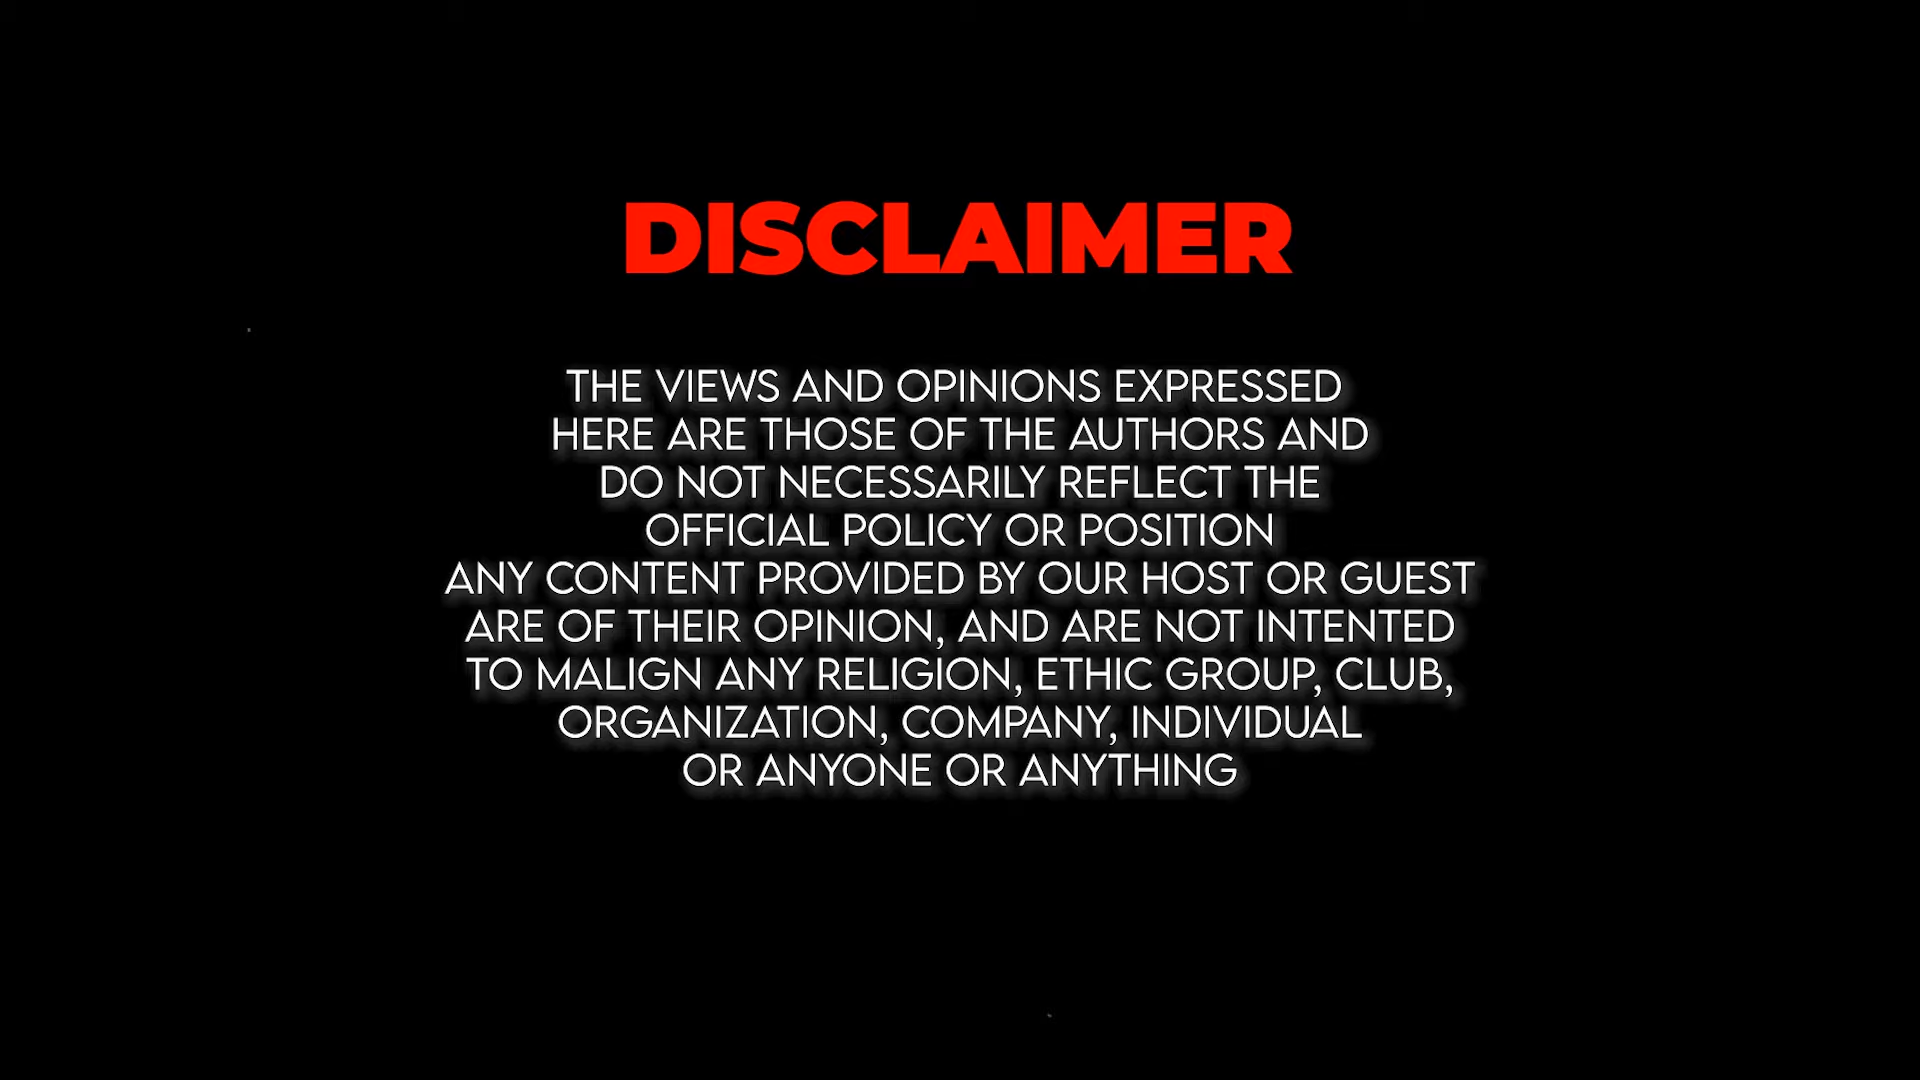 DISCLAIMER
THE VIEWS AND OPINIONS EXPRESSED
HERE ARE THOSE OF THE AUTHORS AND
DO NOT NECESSARILY REFLECT THE
OFFICIAL POLICY OR POSITION
ANY CONTENT PROVIDED BY OUR HOST OR GUEST
ARE OF THEIR OPINION, AND ARE NOT INTENTED
TO MALIGN ANY RELIGION, ETHIC GROUP, CLUB,
ORGANIZATION, COMPANY, INDIVIDUAL
OR ANYONE OR ANYTHING